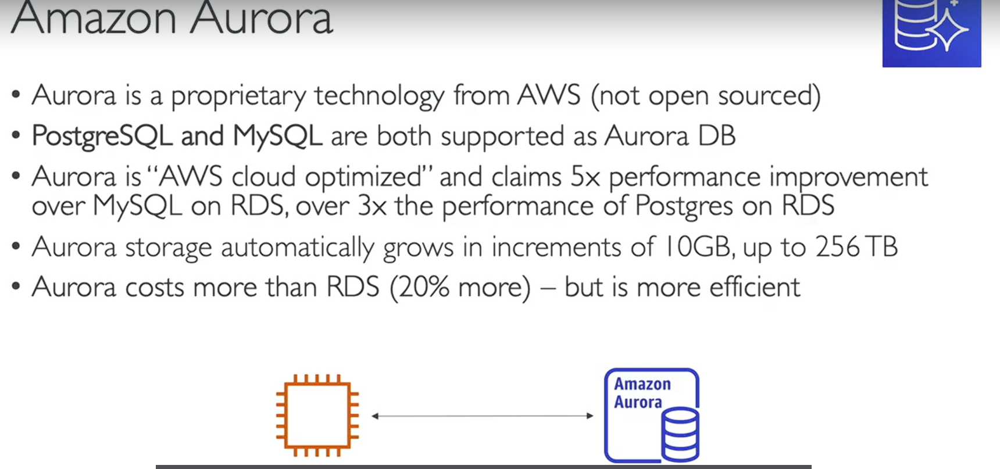 Amazon Aurora
• Aurora is a proprietary technology from AWS (not open sourced)
• PostgreSQL and MySQL are both supported as Aurora DB
• Aurora is “AWS cloud optimized” and claims 5x performance improvement
over MySQL on RDS, over 3x the performance of Postgres on RDS
• Aurora storage automatically grows in increments of 10GB, up to 256 TB
• Aurora costs more than RDS (20% more) – but is more efficient
Amazon
Aurora